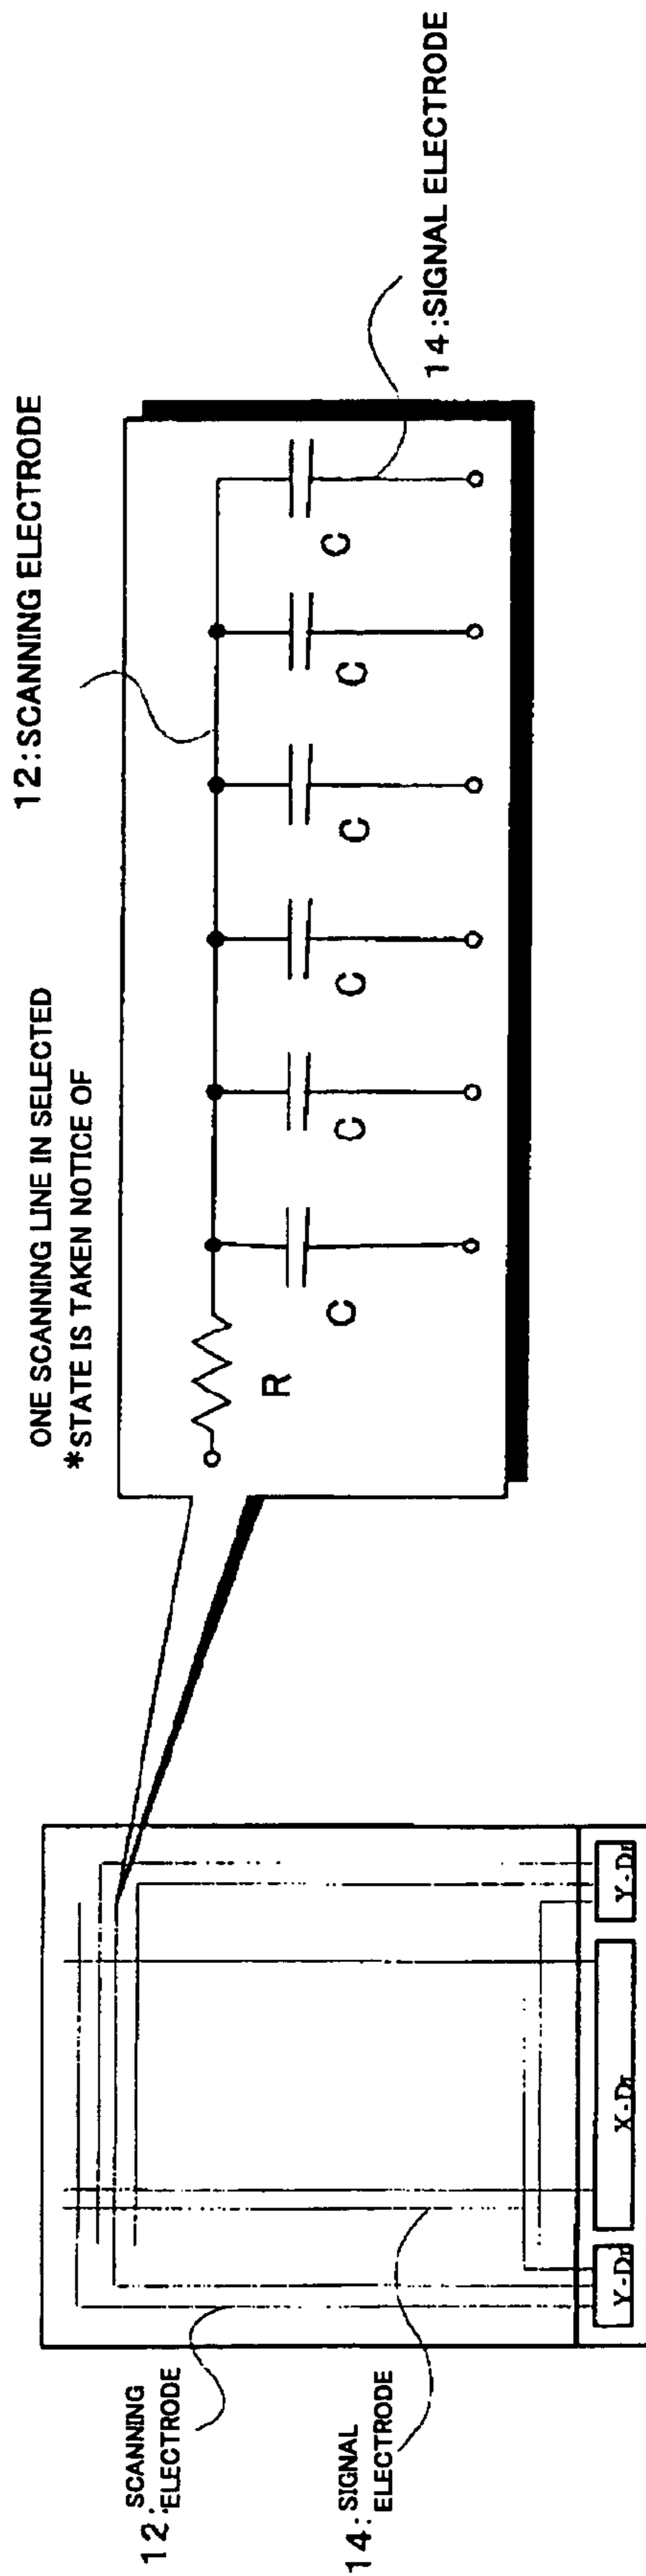 12:SCANNING
ELECTRODE
14:SIGNAL
ELECTRODE
Y-Dr
X-Dr
Y-Dr
ONE SCANNING LINE IN SELECTED
*STATE IS TAKEN NOTICE OF
12:SCANNING ELECTRODE
R
C
C
C
C
C
C
14:SIGNAL ELECTRODE